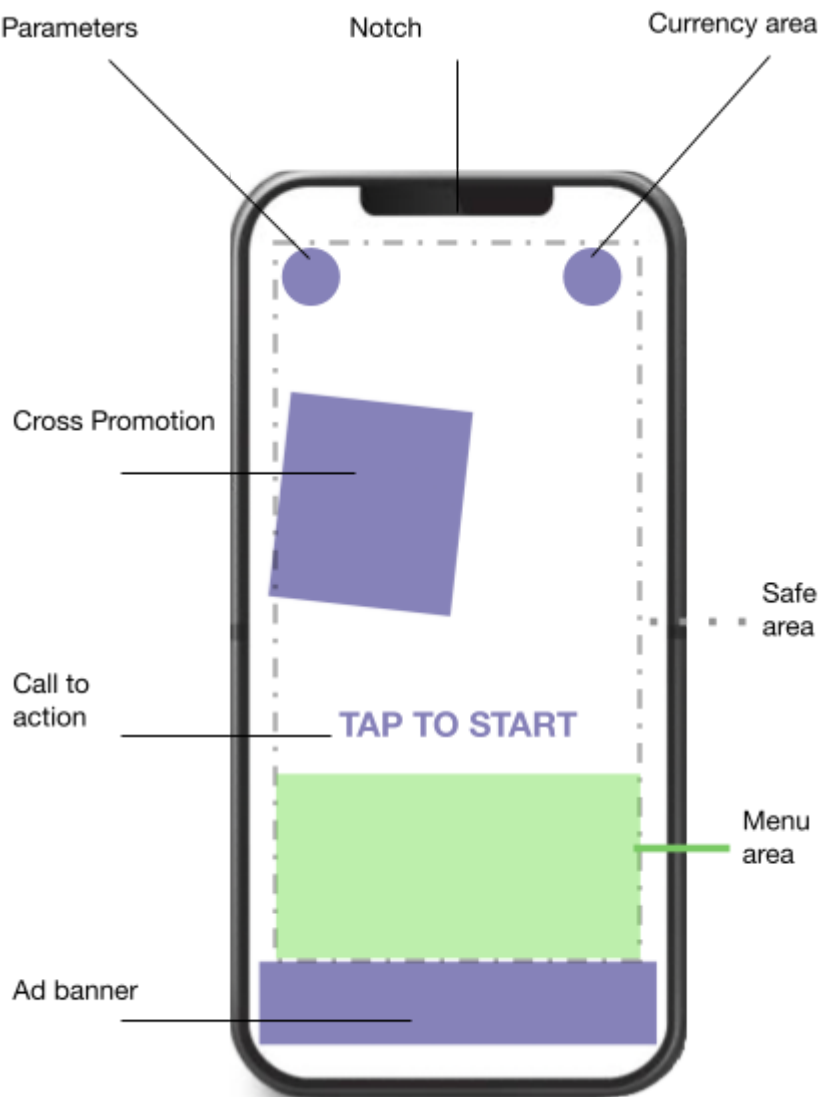 Parameters
Notch
Currency area
Cross Promotion
Safe
area
Call to
action
TAP TO START
Menu
area
Ad banner